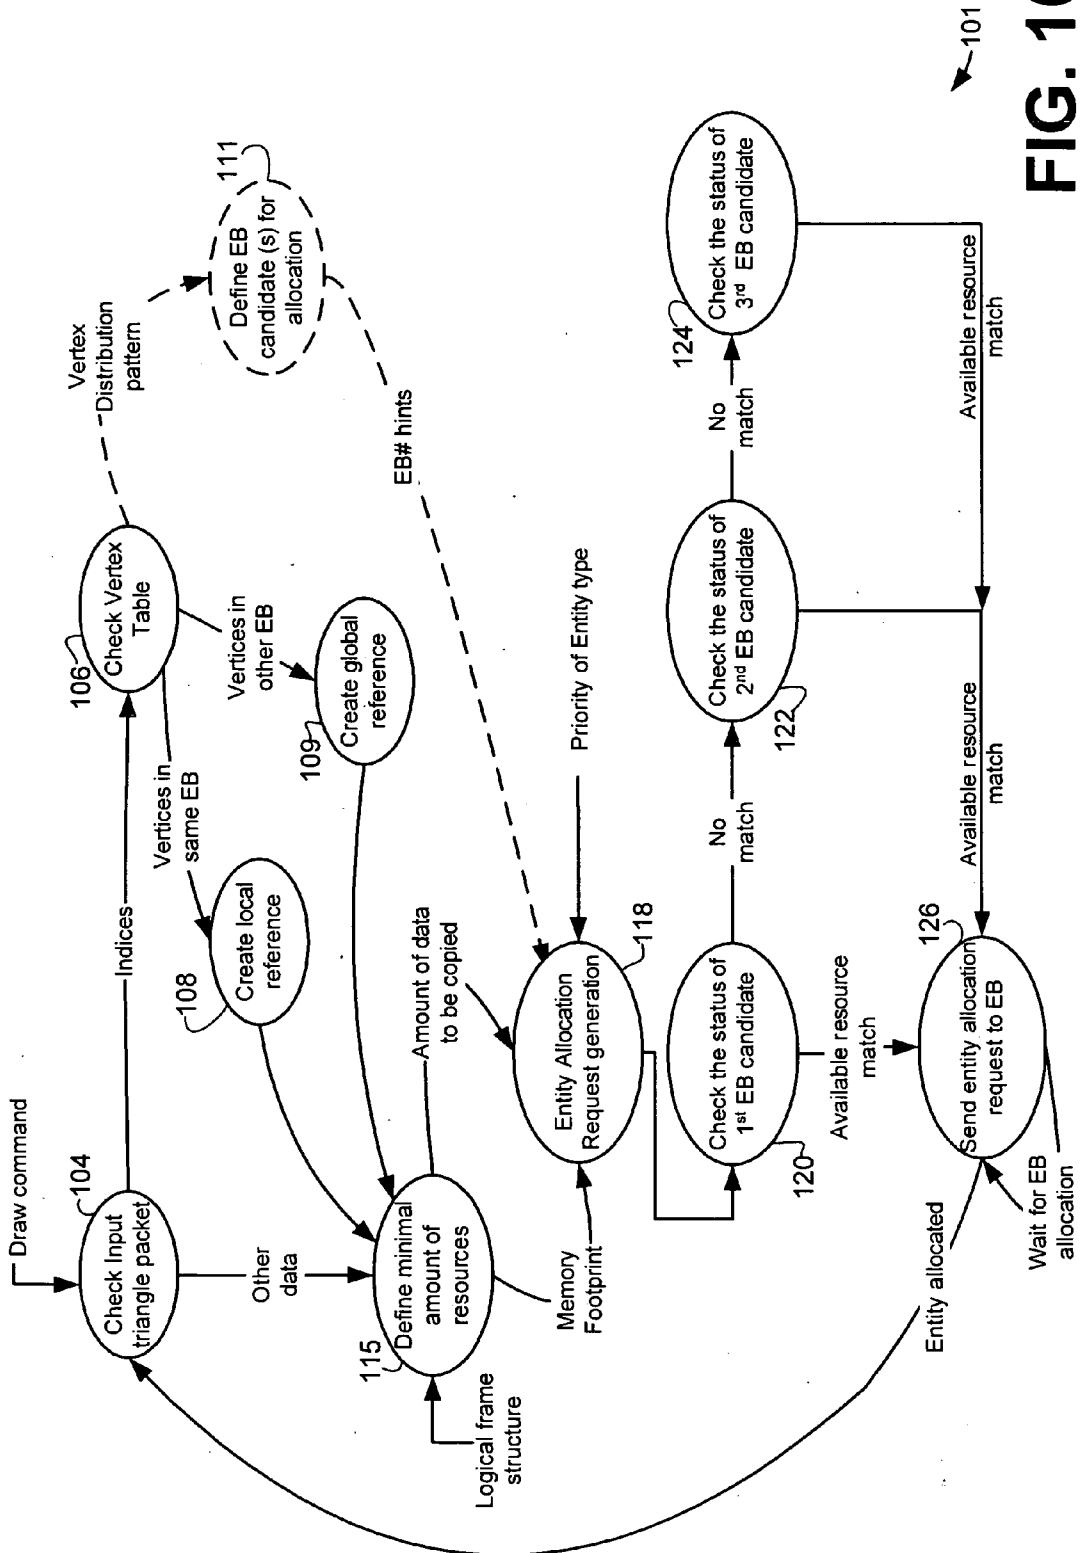 Draw command
104
Check Input
triangle packet
Indices
106
Check Vertex
Table
Vertex
Distribution
pattern
111
Define EB
candidate (s) for
allocation
Vertices in
same EB
Vertices in
other EB
108
Create local
reference
109
Create global
reference
EB# hints
Other
data
115
Define minimal
amount of
resources
Logical frame
structure
Amount of data
to be copied
Memory
Footprint
Priority of Entity type
118
Entity Allocation
Request generation
120
Check the status of
1st EB candidate
No
match
122
Check the status of
2nd EB candidate
No
match
124
Check the status of
3rd EB candidate
Available resource
match
Available resource
match
Available resource
match
126
Send entity allocation
request to EB
Entity allocated
Wait for EB
allocation
101